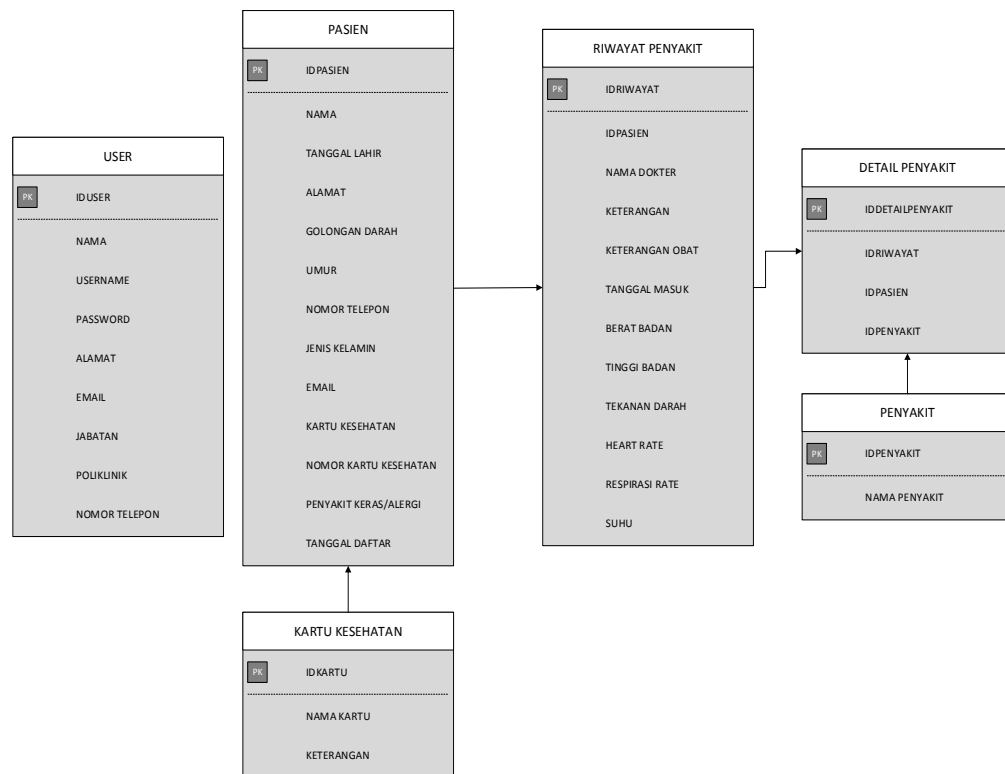 USER
PK IDUSER
NAMA
USERNAME
PASSWORD
ALAMAT
EMAIL
JABATAN
POLIKLINIK
NOMOR TELEPON
PASIEN
PK IDPASIEN
NAMA
TANGGAL LAHIR
ALAMAT
GOLONGAN DARAH
UMUR
NOMOR TELEPON
JENIS KELAMIN
EMAIL
KARTU KESEHATAN
NOMOR KARTU KESEHATAN
PENYAKIT KERAS/ALERGI
TANGGAL DAFTAR
KARTU KESEHATAN
PK IDKARTU
NAMA KARTU
KETERANGAN
RIWAYAT PENYAKIT
PK IDRIWAYAT
IDPASIEN
NAMA DOKTER
KETERANGAN
KETERANGAN OBAT
TANGGAL MASUK
BERAT BADAN
TINGGI BADAN
TEKANAN DARAH
HEART RATE
RESPIRASI RATE
SUHU
DETAIL PENYAKIT
PK IDDETAILPENYAKIT
IDRIWAYAT
IDPASIEN
IDPENYAKIT
PENYAKIT
PK IDPENYAKIT
NAMA PENYAKIT